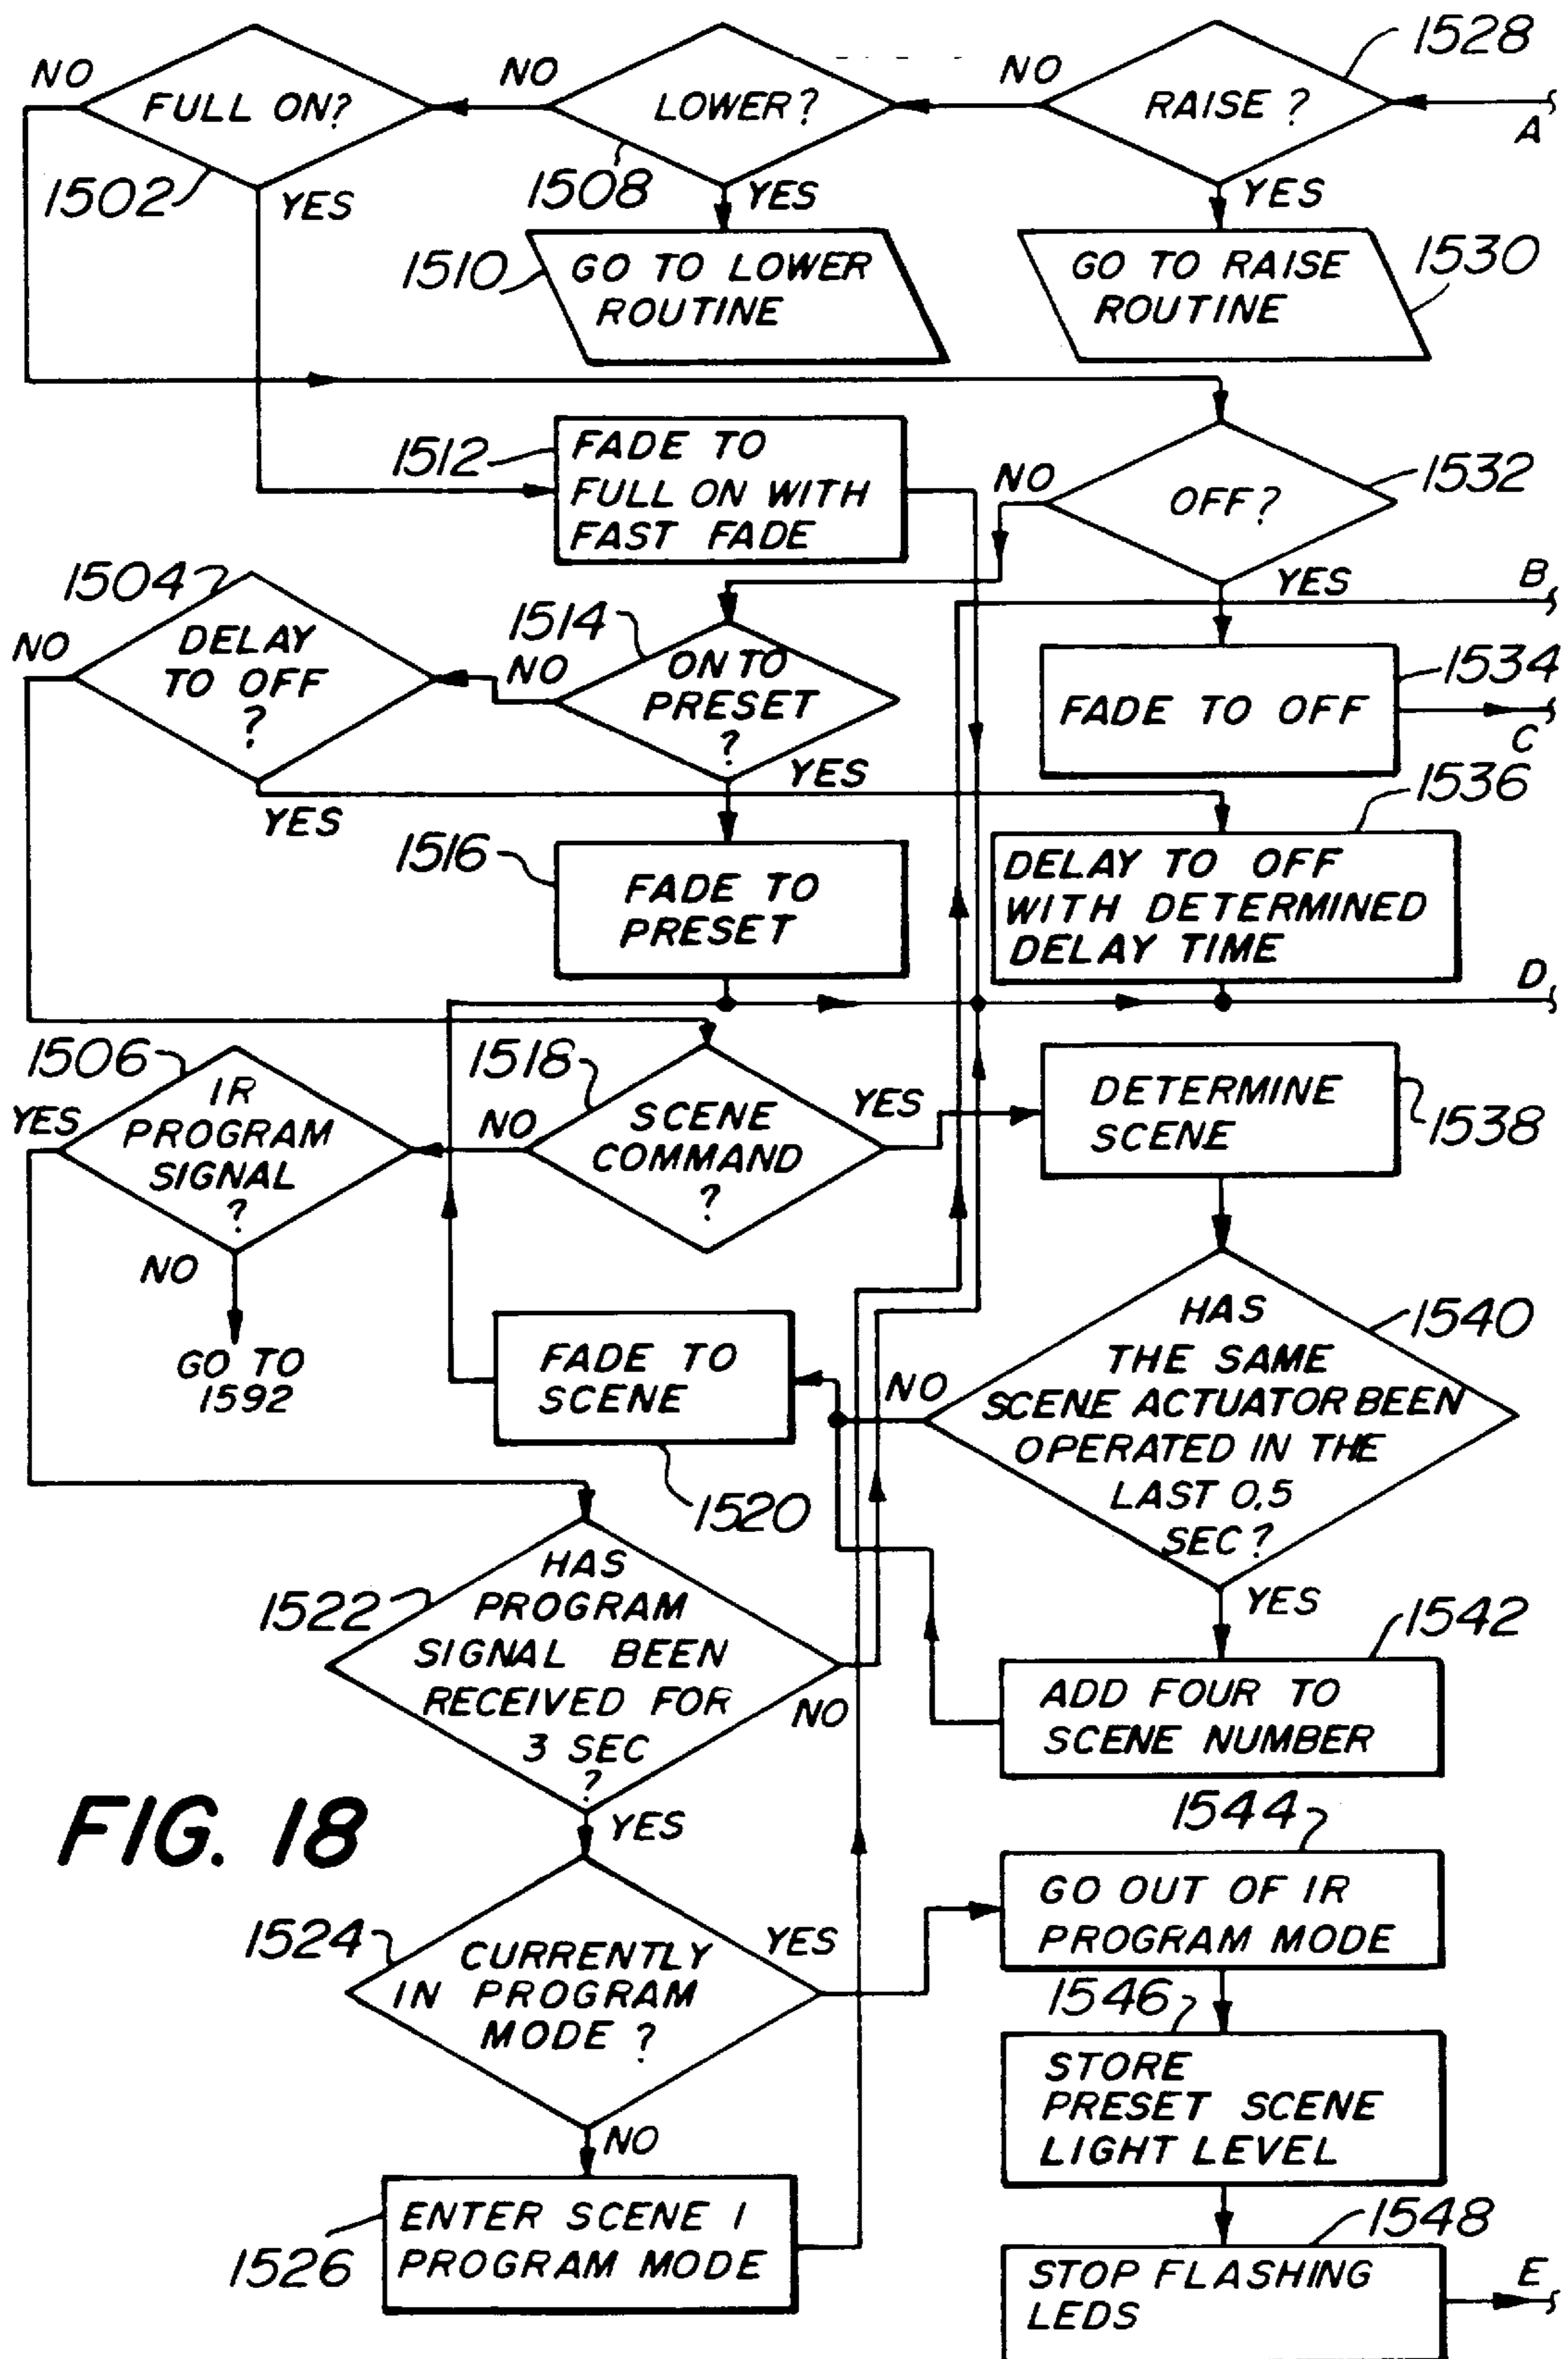 1528
NO
NO
NO
FULL ON?
LOWER?
RAISE?
A
1502
YES
1508
YES
YES
1510
GO TO LOWER
ROUTINE
GO TO RAISE
ROUTINE
1530
1512
FADE TO
FULL ON WITH
FAST FADE
NO
OFF?
1532
YES
B
1504
NO
DELAY
TO OFF
?
1514
NO
ON TO
PRESET
?
YES
YES
1534
FADE TO OFF
C
1536
1516
FADE TO
PRESET
DELAY TO OFF
WITH DETERMINED
DELAY TIME
D
1506
YES
IR
PROGRAM
SIGNAL
?
NO
GO TO
1592
1518
NO
SCENE
COMMAND
?
YES
DETERMINE
SCENE
1538
FADE TO
SCENE
1520
NO
HAS
THE SAME
SCENE ACTUATOR BEEN
OPERATED IN THE
LAST 0.5
SEC?
1540
YES
1522
HAS
PROGRAM
SIGNAL BEEN
RECEIVED FOR
3 SEC
?
NO
YES
1542
ADD FOUR TO
SCENE NUMBER
FIG. 18
1544
GO OUT OF IR
PROGRAM MODE
1524
CURRENTLY
IN PROGRAM
MODE?
YES
NO
1546
STORE
PRESET SCENE
LIGHT LEVEL
1526
ENTER SCENE 1
PROGRAM MODE
1548
STOP FLASHING
LEDS
E